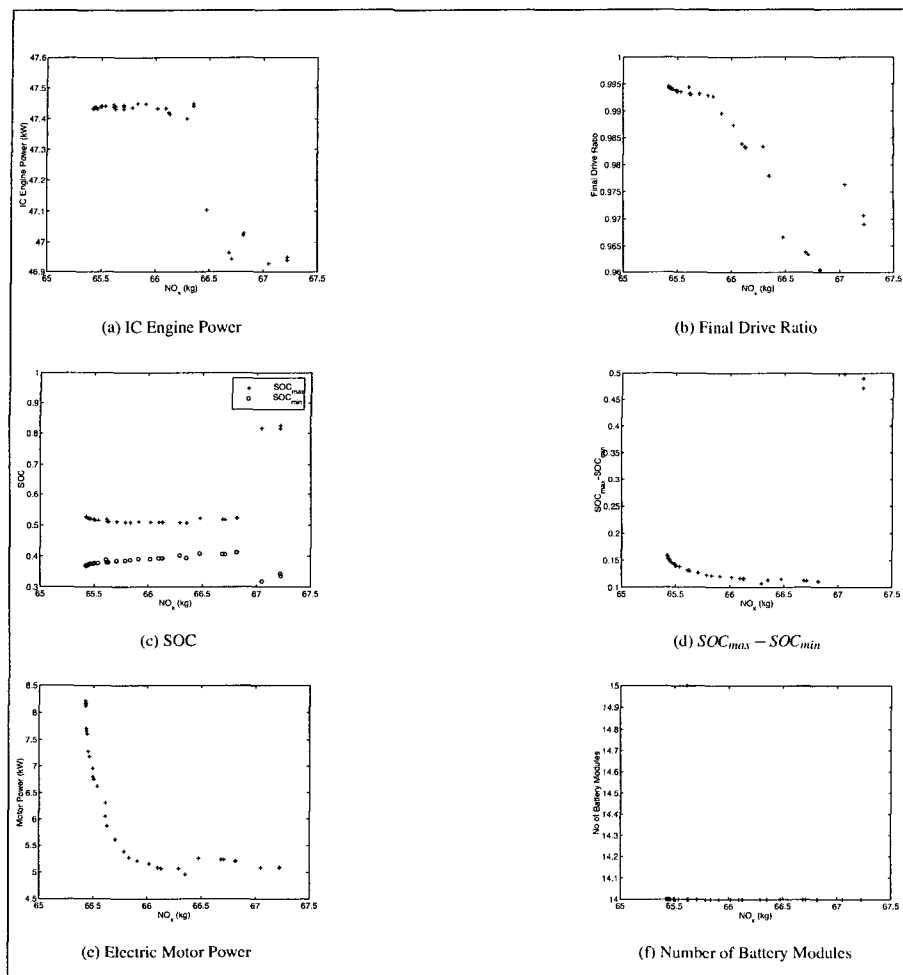 47.6
47.5
47.4
47.3
47.2
47.1
47
46.9
IC Engine Power (kW)
65 65.5 66 66.5 67 67.5
NOx (kg)
(a) IC Engine Power
1
0.995
0.99
0.985
0.98
0.975
0.97
0.965
0.96
Final Drive Ratio
65 65.5 66 66.5 67 67.5
NOx (kg)
(b) Final Drive Ratio
1
0.9
0.8
0.7
0.6
0.5
0.4
0.3
SOC
+ SOCmax
o SOCmin
65 65.5 66 66.5 67 67.5
NOx (kg)
(c) SOC
0.5
0.45
0.4
0.35
0.3
0.25
0.2
0.15
0.1
SOCmax-SOCmin
65 65.5 66 66.5 67 67.5
NOx (kg)
(d) SOCmax − SOCmin
8.5
8
7.5
7
6.5
6
5.5
5
4.5
Motor Power (kW)
65 65.5 66 66.5 67 67.5
NOx (kg)
(e) Electric Motor Power
15
14.9
14.8
14.7
14.6
14.5
14.4
14.3
14.2
14.1
14
No of Battery Modules
65 65.5 66 66.5 67 67.5
NOx (kg)
(f) Number of Battery Modules